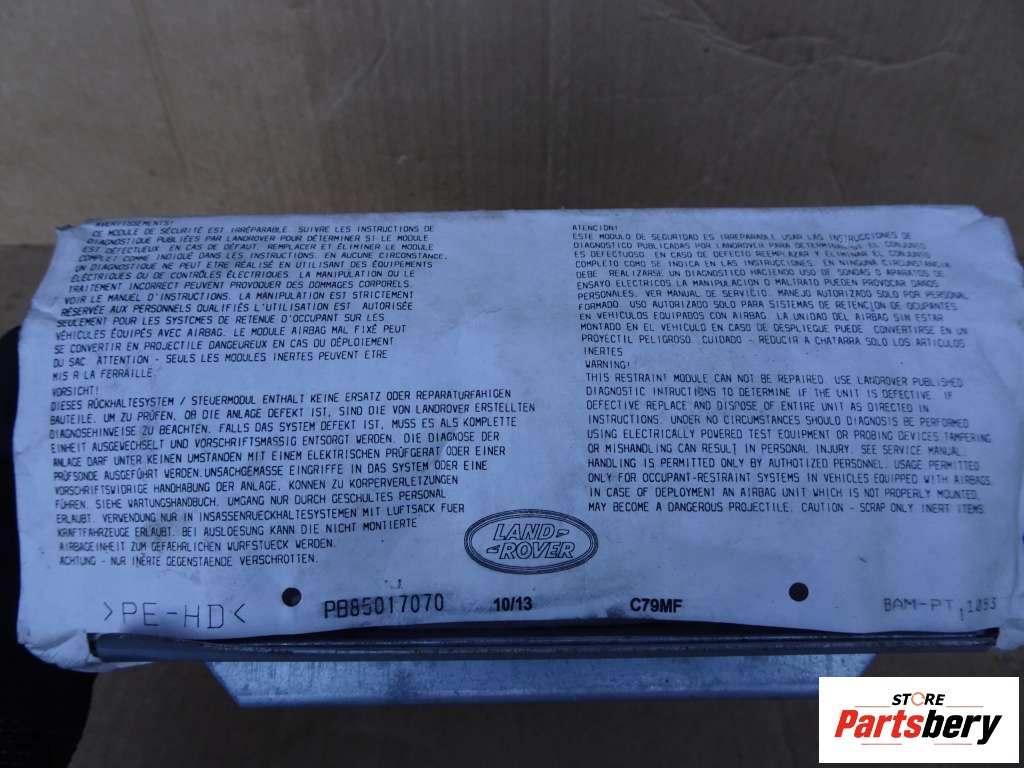 AVERTISSEMENTS!
CE MODULE DE SÉCURITÉ EST IRRÉPARABLE. SUIVRE LES INSTRUCTIONS DE
DIAGNOSTIQUE PUBLIÉES PAR LANDROVER POUR DÉTERMINER SI LE MODULE
EST DÉFECTUEUX. EN CAS DE DÉFAUT, REMPLACER ET ÉLIMINER LE MODULE
COMPLET COMME INDIQUÉ DANS LES INSTRUCTIONS. EN AUCUNE CIRCONSTANCE,
UN DIAGNOSTIQUE NE PEUT ÊTRE RÉALISÉ EN UTILISANT DES ÉQUIPEMENTS
ÉLECTRIQUES OU DE CONTRÔLES ÉLECTRIQUES. LA MANIPULATION OU LE
TRAITEMENT INCORRECT PEUVENT PROVOQUER DES DOMMAGES CORPORELS.
VOIR LE MANUEL D'INSTRUCTIONS. LA MANIPULATION EST STRICTEMENT
RÉSERVÉE AUX PERSONNELS QUALIFIÉS L'UTILISATION EST AUTORISÉE
SEULEMENT POUR LES SYSTCMES DE RETENUE D'OCCUPANT SUR LES
VÉHICULES ÉQUIPÉS AVEC AIRBAG. LE MODULE AIRBAG MAL FIXÉ PEUT
SE CONVERTIR EN PROJECTILE DANGEUREUX EN CAS DU DÉPLOIEMENT
DU SAC. ATTENTION - SEULS LES MODULES INERTES PEUVENT ETRE
MIS A LA FERRAILLE.
VORSICHT!
DIESES RÜCKHALTESYSTEM / STEUERMODUL ENTHALT KEINE ERSATZ ODER REPARATURFAHIGEN
BAUTEILE. UM ZU PRÜFEN, OB DIE ANLAGE DEFEKT IST, SIND DIE VON LANDROVER ERSTELLTEN
DIAGNOSEHINWEISE ZU BEACHTEN. FALLS DAS SYSTEM DEFEKT IST, MUSS ES ALS KOMPLETTE
EINHEIT AUSGEWECHSELT UND VORSCHRIFTSMASSIG ENTSORGT WERDEN. DIE DIAGNOSE DER
ANLAGE DARF UNTER KEINEN UMSTANDEN MIT EINEM ELEKTRISCHEN PRÜFGERAT ODER EINER
PRÜFSONDE AUSGEFÜHRT WERDEN. UNSACHGEMASSE EINGRIFFE IN DAS SYSTEM ODER EINE
VORSCHRIFTSWIDRIGE HANDHABUNG DER ANLAGE, KONNEN ZU KORPERVERLETZUNGEN
FÜHREN. SIEHE WARTUNGSHANDBUCH. UMGANG NUR DURCH GESCHULTES PERSONAL
ERLAUBT. VERWENDUNG NUR IN INSASSENRUECKHALTESYSTEMEN MIT LUFTSACK FUER
KRAFTFAHRZEUGE ERLAUBT. BEI AUSLOESUNG KANN DIE NICHT MONTIERTE
AIRBAGEINHEIT ZUM GEFAEHRLICHEN WURFSTUECK WERDEN.
ACHTUNG - NUR INERTE GEGENSTAENDE VERSCHROTTEN.
ATENCION!
ESTE MODULO DE SEGURIDAD ES IRREPARABLE. USAR LAS INSTRUCCIONES DE
DIAGNOSTICO PUBLICADAS POR LANDROVER PARA DETERMINAR SI EL CONJUNTO
ES DEFECTUOSO. EN CASO DE DEFECTO REEMPLAZAR Y ELIMINAR EL CONJUNTO
COMPLETO COMO SE INDICA EN LAS INSTRUCCIONES. EN NINGUNA CIRCUNSTANCIA
DEBE REALIZARSE UN DIAGNOSTICO HACIENDO USO DE SONDAS O APARATOS DE
ENSAYO ELECTRICOS LA MANIPULACION O MALTRATO PUEDEN PROVOCAR DANOS
PERSONALES. VER MANUAL DE SERVICIO. MANEJO AUTORIZADO SOLO POR PERSONAL
FORMADO. USO AUTORIZADO SOLO PARA SISTEMAS DE RETENCION DE OCUPANTES
EN VEHICULOS EQUIPADOS CON AIRBAG. LA UNIDAD DEL AIRBAG SIN ESTAR
MONTADO EN EL VEHICULO EN CASO DE DESPLIEGUE PUEDE CONVERTIRSE EN UN
PROYECTIL PELIGROSO. CUIDADO - REDUCIR A CHATARRA SOLO LOS ARTICULOS
INERTES
WARNING!
THIS RESTRAINT MODULE CAN NOT BE REPAIRED. USE LANDROVER PUBLISHED
DIAGNOSTIC INSTRUCTIONS TO DETERMINE IF THE UNIT IS DEFECTIVE. IF
DEFECTIVE REPLACE AND DISPOSE OF ENTIRE UNIT AS DIRECTED IN
INSTRUCTIONS. UNDER NO CIRCUMSTANCES SHOULD DIAGNOSIS BE PERFORMED
USING ELECTRICALLY POWERED TEST EQUIPMENT OR PROBING DEVICES.TAMPERING
OR MISHANDLING CAN RESULT IN PERSONAL INJURY. SEE SERVICE MANUAL.
HANDLING IS PERMITTED ONLY BY AUTHOTIZED PERSONNEL. USAGE PERMITTED
ONLY FOR OCCUPANT-RESTRAINT SYSTEMS IN VEHICLES EQUIPPED WITH AIRBAGS.
IN CASE OF DEPLOYMENT AN AIRBAG UNIT WHICH IS NOT PROPERLY MOUNTED,
MAY BECOME A DANGEROUS PROJECTILE. CAUTION - SCRAP ONLY INERT ITEMS.
LAND
ROVER
>PE-HD< PB85017070 10/13 C79MF BAM-PT 1083
STORE
Partsbery